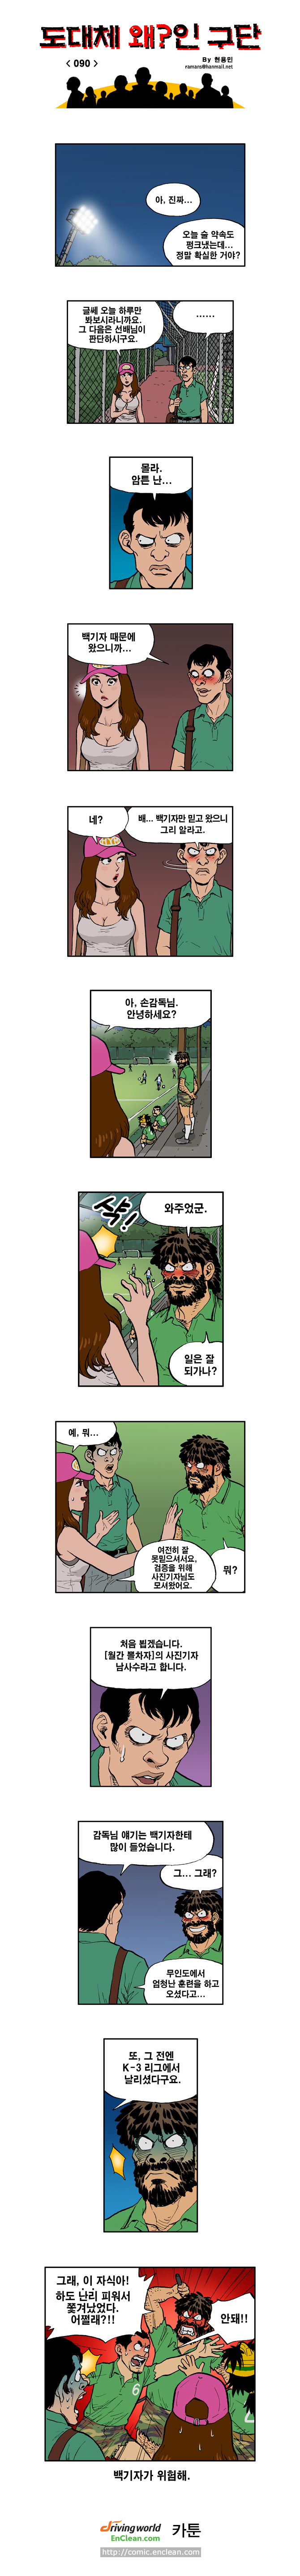 도대체 왜?인 구단
< 090 >
By 현용민
ramans@hanmail.net
아, 진짜...
오늘 술 약속도
펑크냈는데...
정말 확실한 거야?
글쎄 오늘 하루만
봐보시라니까요.
그 다음은 선배님이
판단하시구요.
......
몰라.
암튼 난...
백기자 때문에
왔으니까...
네?
배... 백기자만 믿고 왔으니
그리 알라고.
아, 손감독님.
안녕하세요?
샥!
와주었군.
일은 잘
되가나?
예, 뭐...
여전히 잘
못믿으셔서요,
검증을 위해
사진기자님도
모셔왔어요.
뭐?
처음 뵙겠습니다.
[월간 뽈차자]의 사진기자
남사수라고 합니다.
감독님 얘기는 백기자한테
많이 들었습니다.
그... 그래?
무인도에서
엄청난 훈련을 하고
오셨다고...
또, 그 전엔
K-3 리그에서
날리셨다구요.
그래, 이 자식아!
하도 난리 피워서
쫓겨났었다.
어쩔래?!!
안돼!!
6
백기자가 위험해.
driving world
EnClean.com
카툰
http://comic.enclean.com